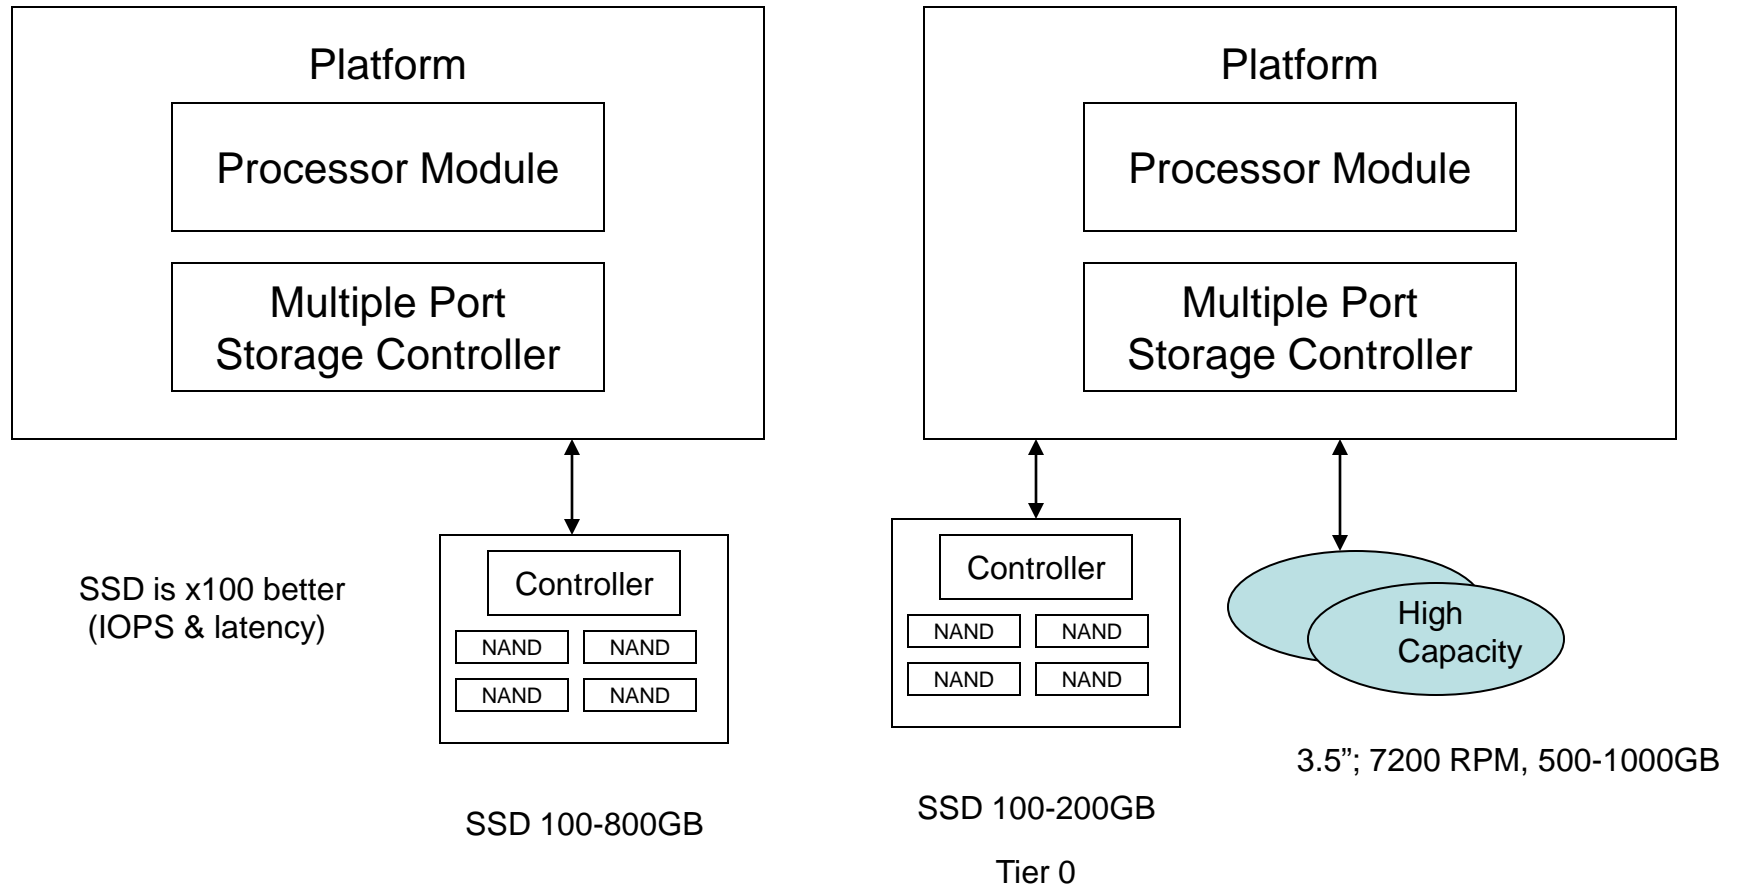 Platform
Processor Module
Multiple Port
Storage Controller
SSD is x100 better
(IOPS & latency)
Controller
NAND NAND
NAND NAND
SSD 100-800GB
Platform
Processor Module
Multiple Port
Storage Controller
Controller
NAND NAND
NAND NAND
SSD 100-200GB
Tier 0
High
Capacity
3.5”; 7200 RPM, 500-1000GB